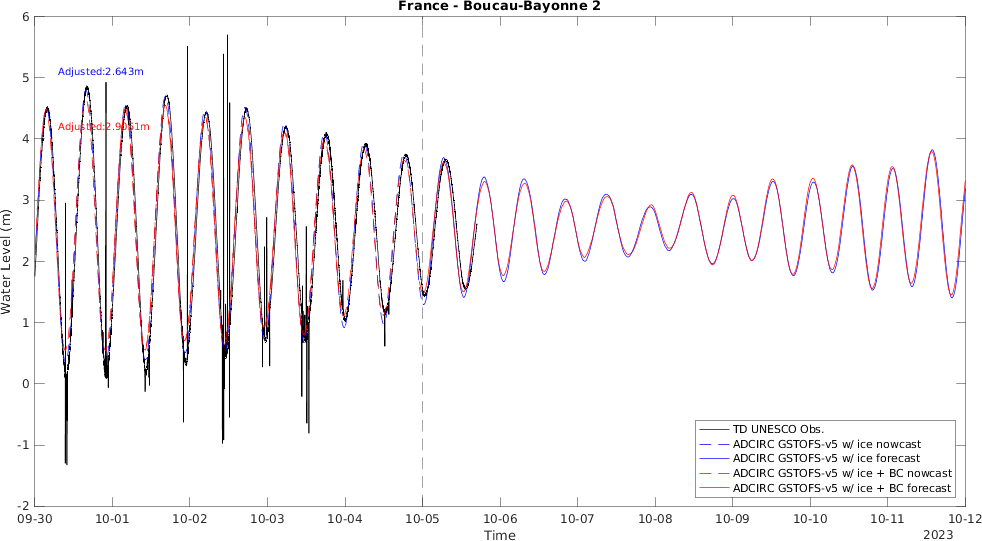 France - Boucau-Bayonne 2
6
5
4
3
2
1
0
-1
-2
Water Level (m)
Adjusted:2.643m
Adjusted:2.9051m
TD UNESCO Obs.
ADCIRC GSTOFS-v5 w/ ice nowcast
ADCIRC GSTOFS-v5 w/ ice forecast
ADCIRC GSTOFS-v5 w/ ice + BC nowcast
ADCIRC GSTOFS-v5 w/ ice + BC forecast
09-30 10-01 10-02 10-03 10-04 10-05 10-06 10-07 10-08 10-09 10-10 10-11 10-12
Time
2023